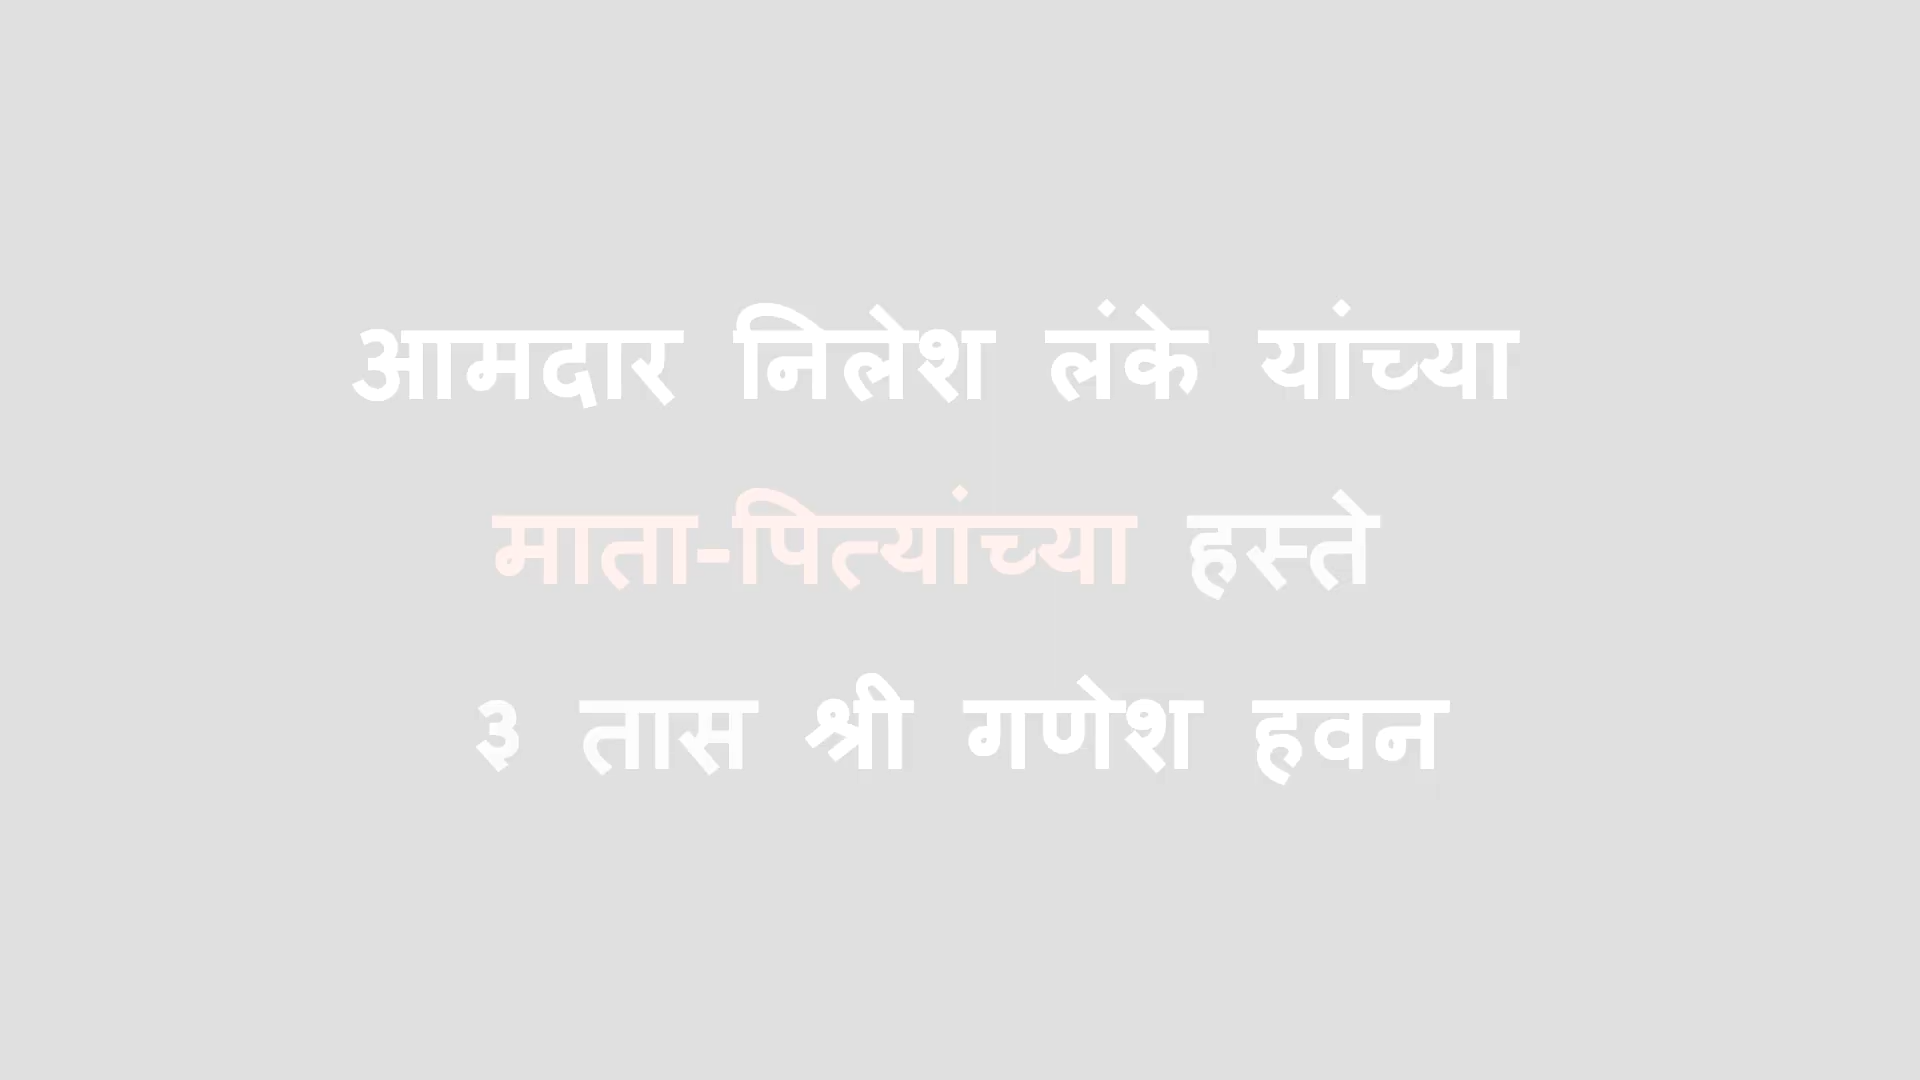 आमदार निलेश लंके यांच्या
माता-पित्यांच्या हस्ते
३ तास श्री गणेश हवन